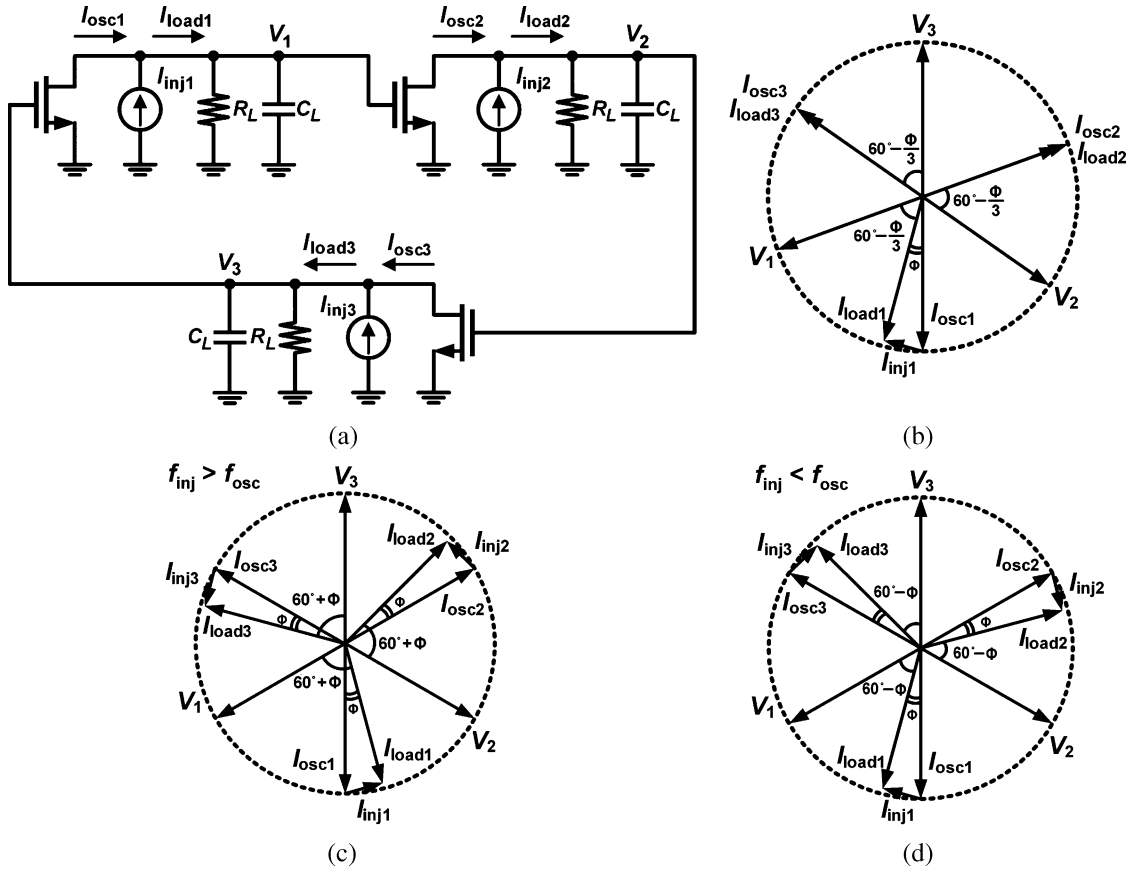 Iosc1 Iload1 V1 Iosc2 Iload2 V2
Iinj1 RL CL Iinj2 RL CL
V3 Iload3 Iosc3
CL RL Iinj3
(a)
V3
Iosc3
Iload3
Iosc2
Iload2
60°−Φ/3
60°−Φ/3
60°−Φ/3
Φ
V1
V2
Iload1 Iosc1
Iinj1
(b)
finj > fosc
V3
Iload2 Iinj2
Iinj3 Iosc3
Iosc2
60°+Φ Φ
Iload3 Φ
60°+Φ
60°+Φ
Φ
V1
V2
Iosc1 Iload1
Iinj1
(c)
finj < fosc
V3
Iinj3 Iload3
Iosc2
Iinj2
Iosc3
60°−Φ Φ
Iload2
60°−Φ
60°−Φ
Φ
V1
V2
Iload1 Iosc1
Iinj1
(d)